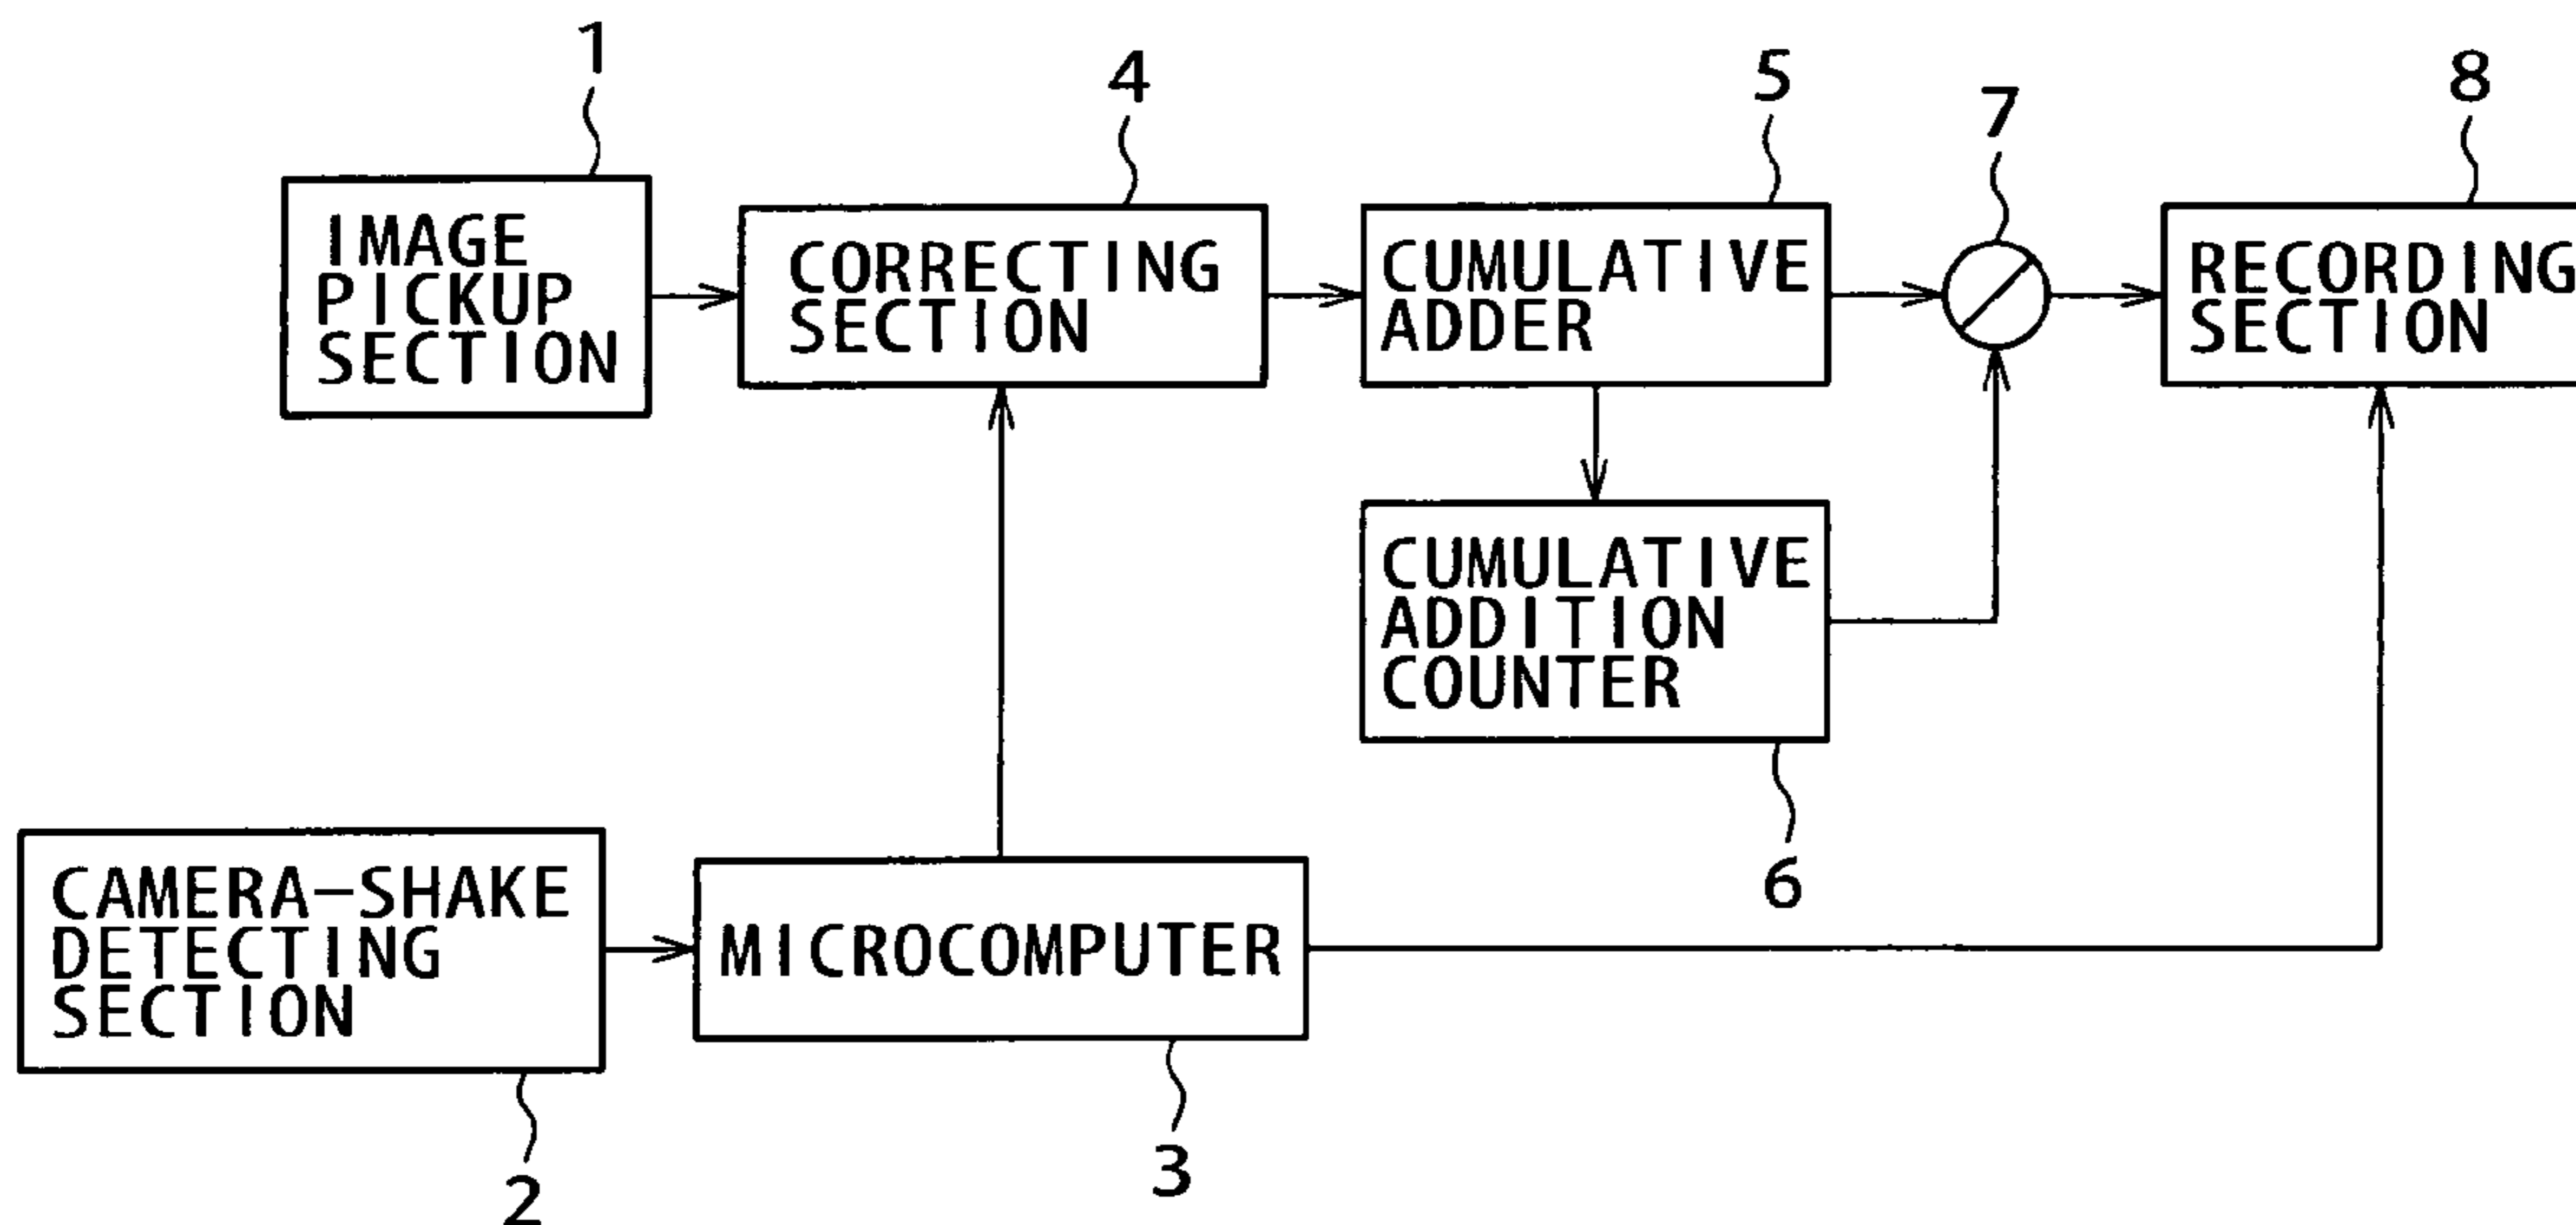 1
4
5
7
8
IMAGE
PICKUP
SECTION
CORRECTING
SECTION
CUMULATIVE
ADDER
RECORDING
SECTION
CUMULATIVE
ADDITION
COUNTER
6
CAMERA-SHAKE
DETECTING
SECTION
MICROCOMPUTER
2
3